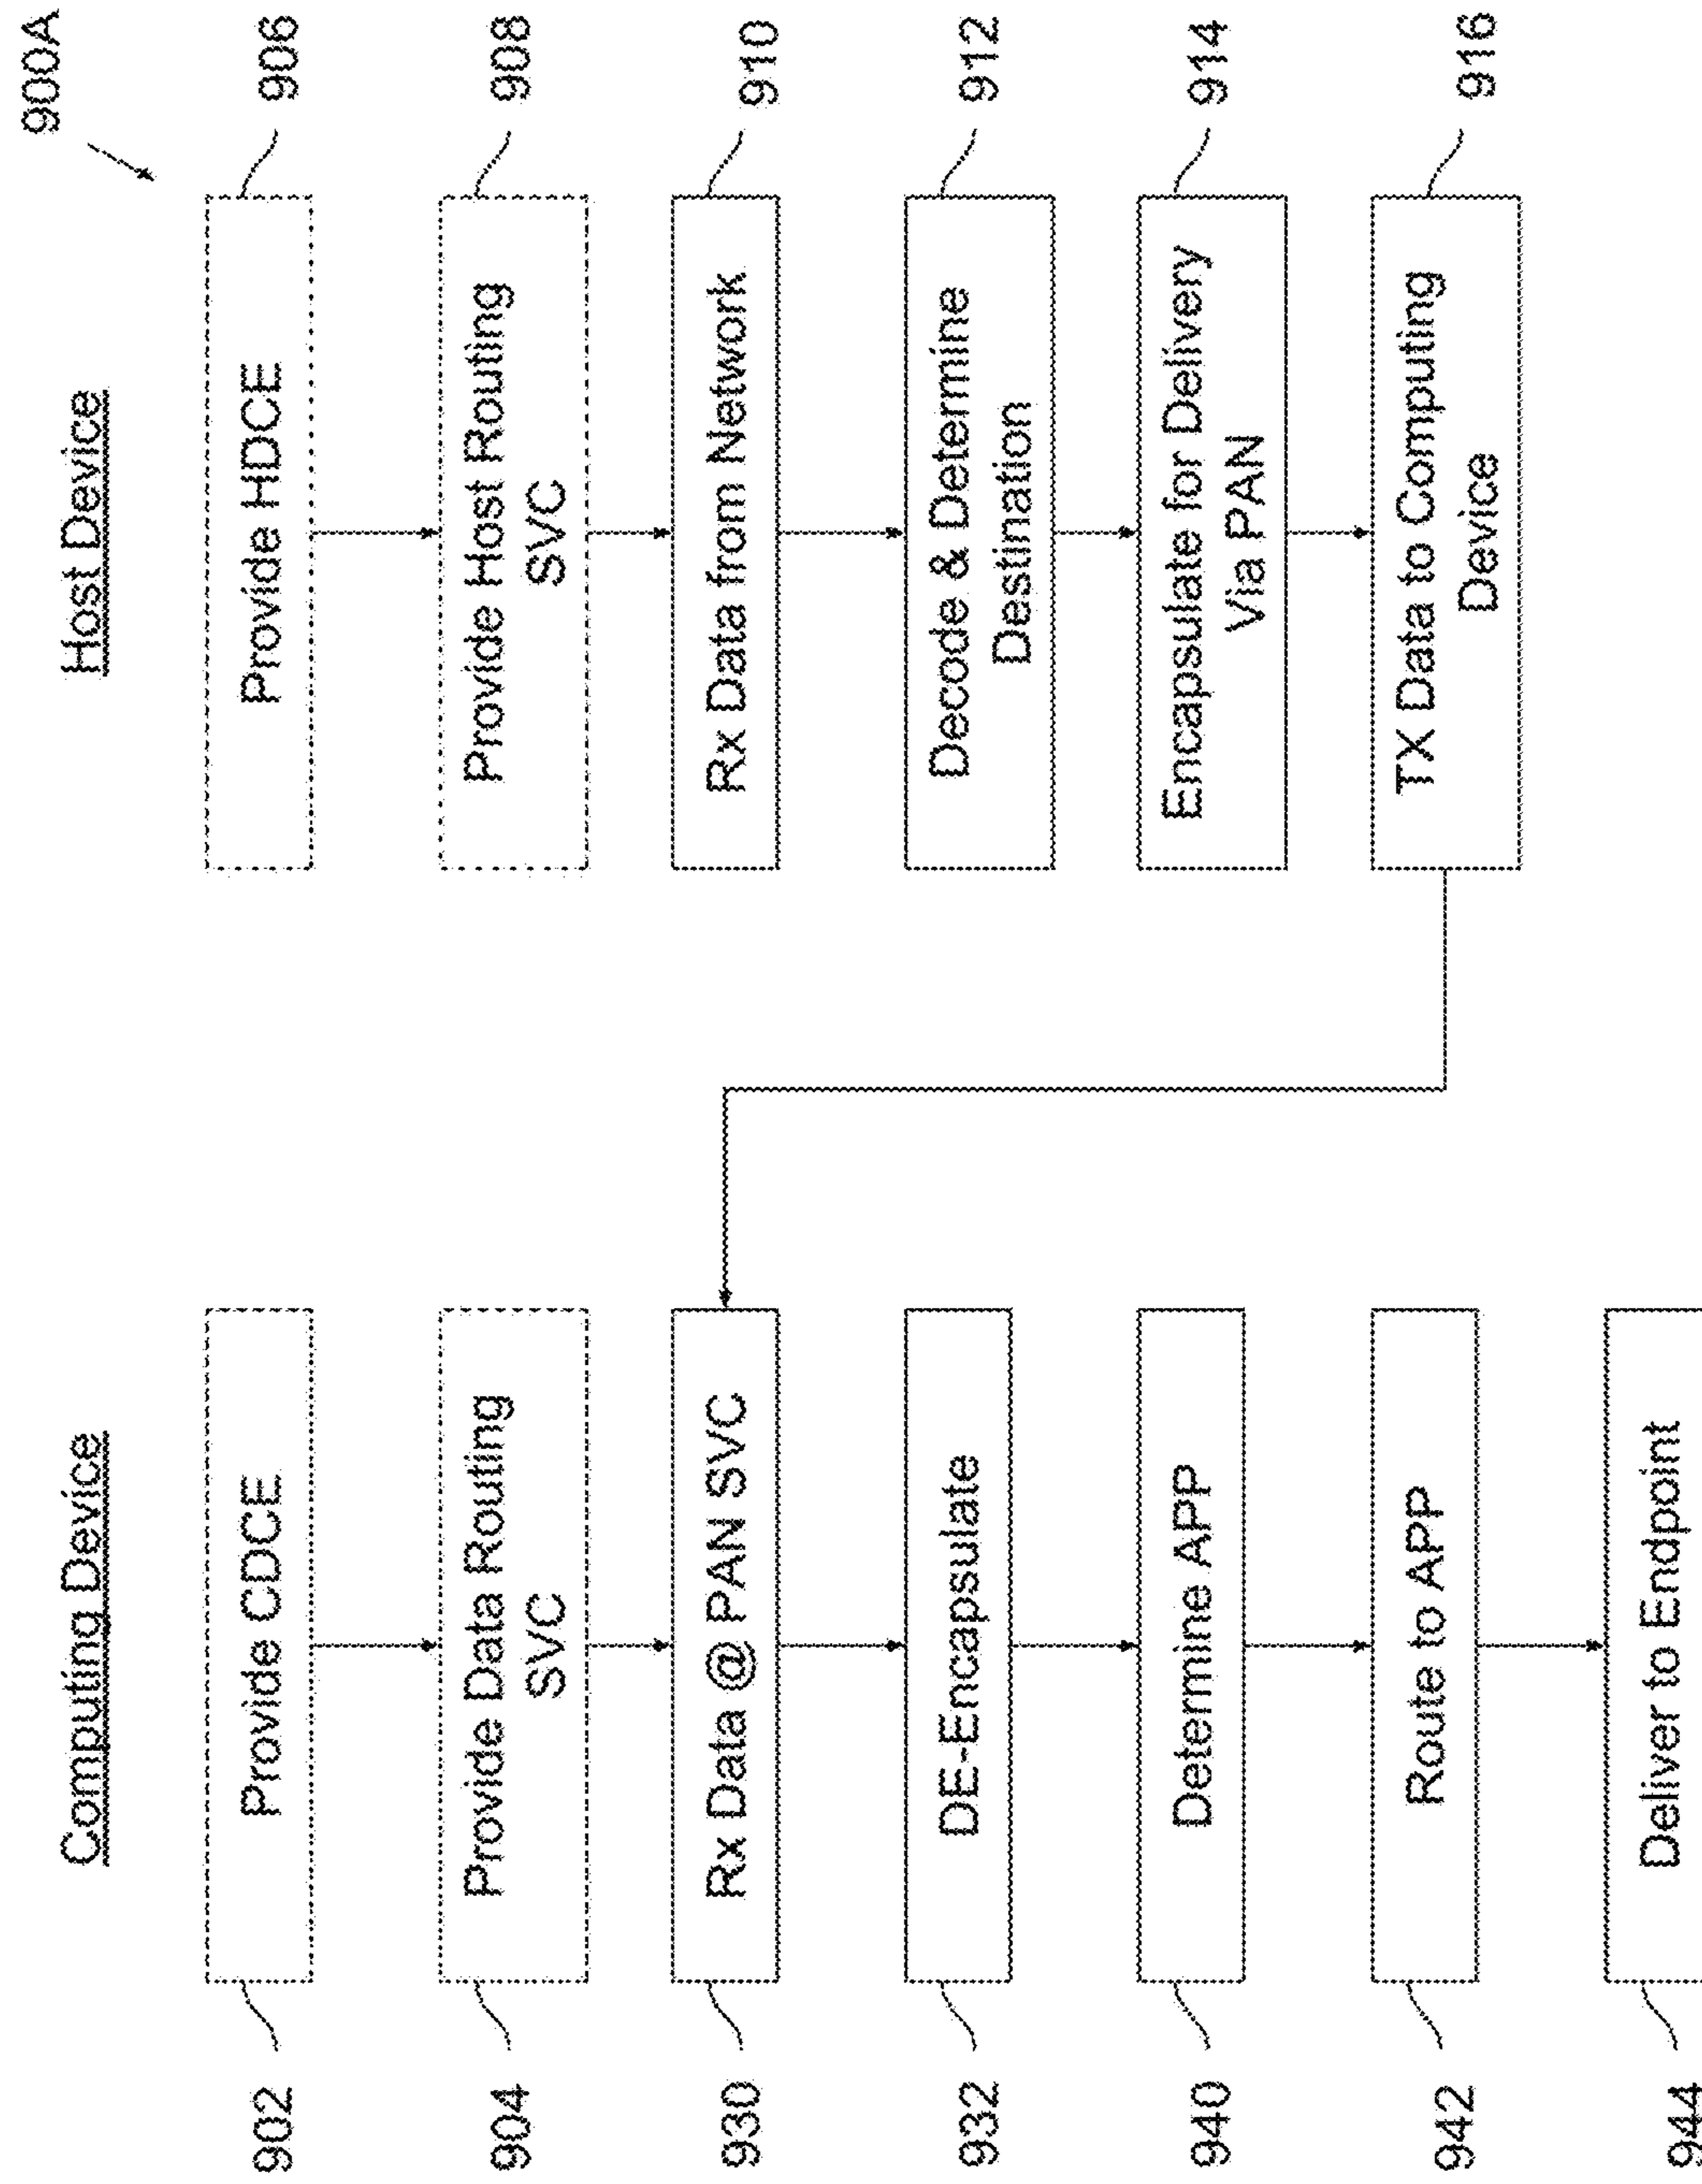 900A
Computing Device
Host Device
902
Provide CDCE
Provide HDCE
906
904
Provide Data Routing
SVC
Provide Host Routing
SVC
908
930
Rx Data @ PAN SVC
Rx Data from Network
910
932
DE-Encapsulate
Decode & Determine
Destination
912
940
Determine APP
Encapsulate for Delivery
Via PAN
914
942
Route to APP
TX Data to Computing
Device
916
944
Deliver to Endpoint